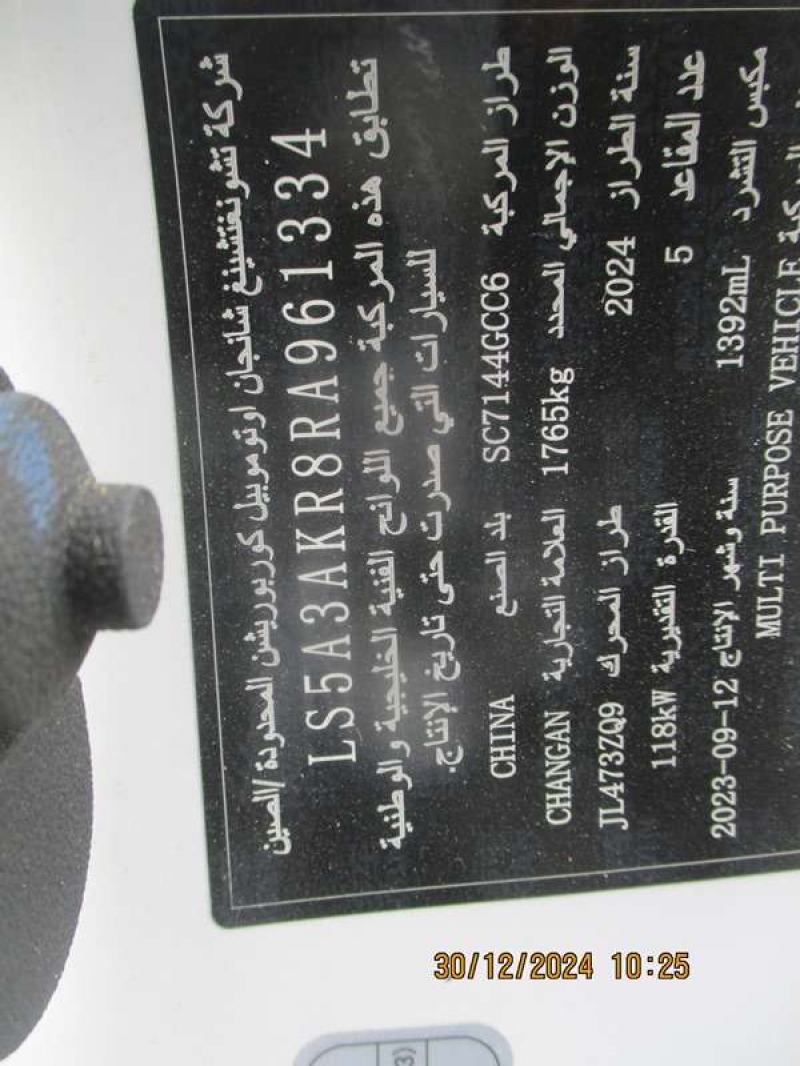 شركة تشونغتشينغ شانجان اوتوموبيل كوربوريشن المحدودة/الصين
LS5A3AKR8RA961334
تطابق هذه المركبة جميع اللوائح الفنية الخليجية والوطنية
للسيارات التي صدرت حتى تاريخ الإنتاج.
طراز المركبة SC7144GCC6 بلد الصنع CHINA
الوزن الإجمالي المحدد 1765kg العلامة التجارية CHANGAN
سنة الطراز 2024 طراز المحرك JL473ZQ9
عدد المقاعد 5 القدرة التقديرية 118kW
مكبس التشرد 1392mL سنة وشهر الإنتاج 2023-09-12
المركبة MULTI PURPOSE VEHICLE
30/12/2024 10:25